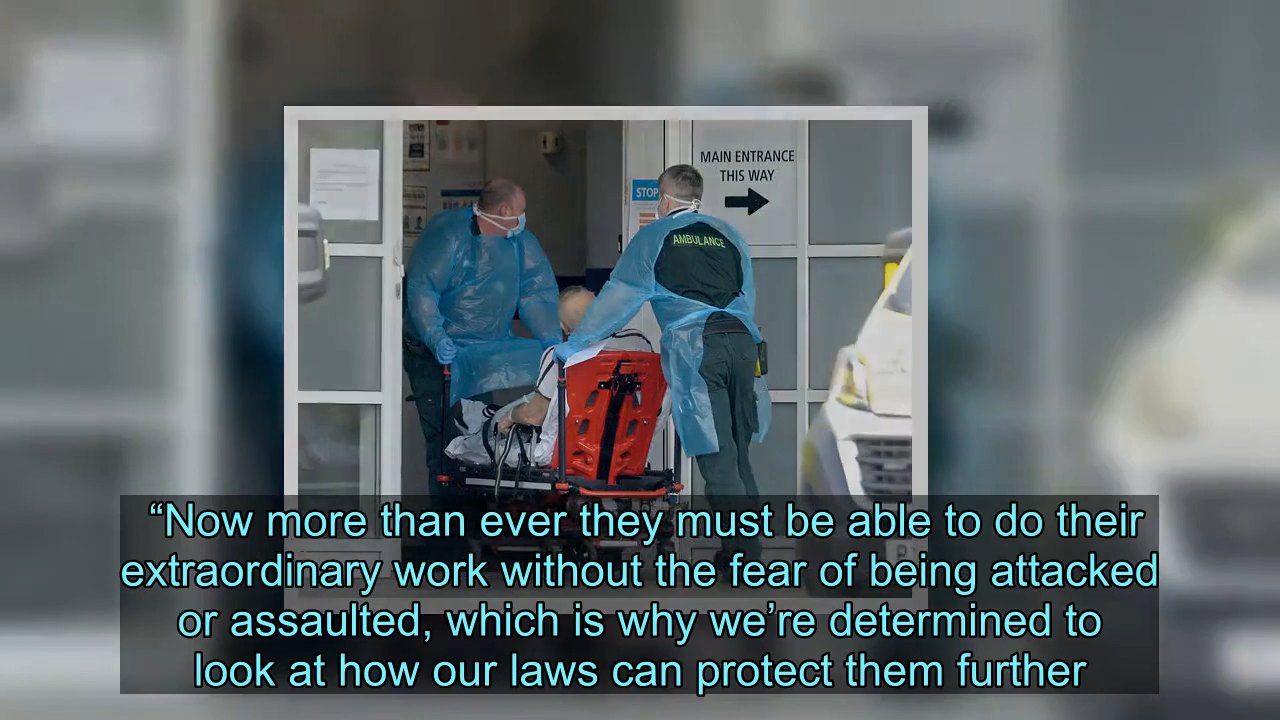 MAIN ENTRANCE
THIS WAY
STOP
AMBULANCE
“Now more than ever they must be able to do their
extraordinary work without the fear of being attacked
or assaulted, which is why we’re determined to
look at how our laws can protect them further